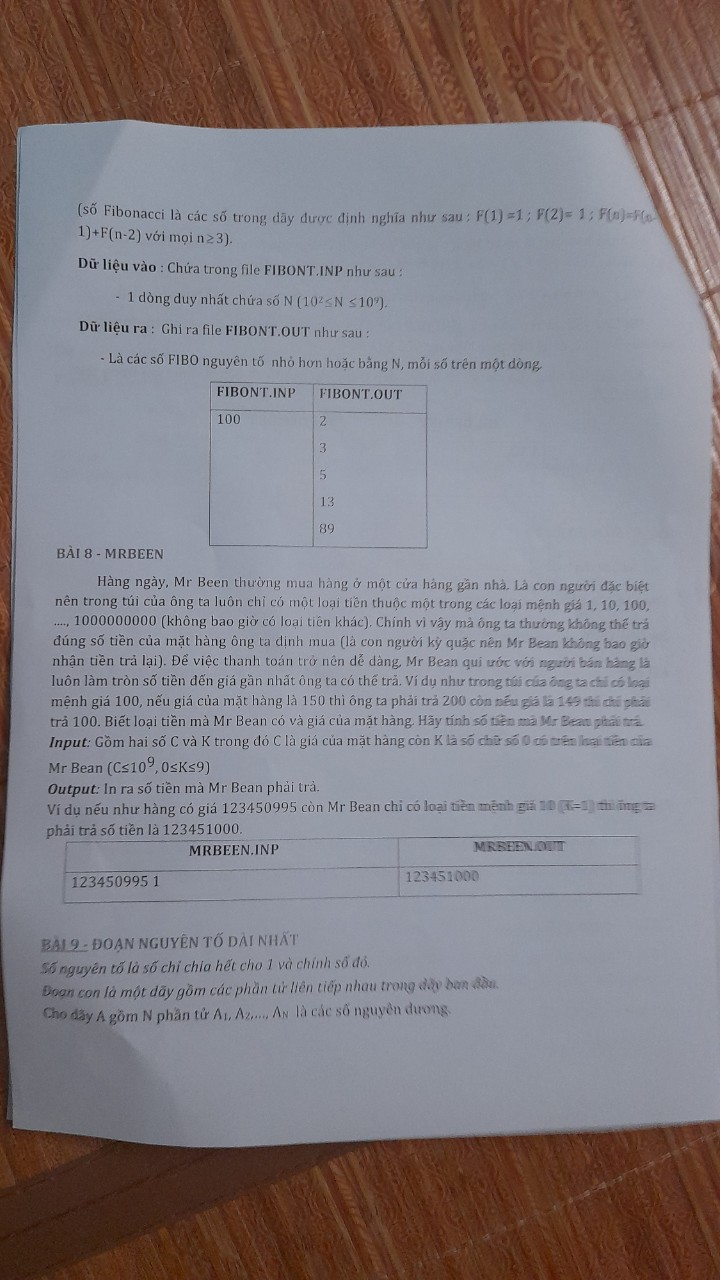 (số Fibonacci là các số trong dãy được định nghĩa như sau : F(1) =1 ; F(2)= 1 ; F(n)=F(n-
1)+F(n-2) với mọi n≥3).
Dữ liệu vào : Chứa trong file FIBONT.INP như sau :
- 1 dòng duy nhất chứa số N (10²≤N ≤10⁹).
Dữ liệu ra : Ghi ra file FIBONT.OUT như sau :
- Là các số FIBO nguyên tố nhỏ hơn hoặc bằng N, mỗi số trên một dòng.
FIBONT.INP FIBONT.OUT
100 2
3
5
13
89
BÀI 8 - MRBEEN
Hàng ngày, Mr Been thường mua hàng ở một cửa hàng gần nhà. Là con người đặc biệt
nên trong túi của ông ta luôn chỉ có một loại tiền thuộc một trong các loại mệnh giá 1, 10, 100,
...., 1000000000 (không bao giờ có loại tiền khác). Chính vì vậy mà ông ta thường không thể trả
đúng số tiền của mặt hàng ông ta định mua (là con người kỳ quặc nên Mr Bean không bao giờ
nhận tiền trả lại). Để việc thanh toán trở nên dễ dàng, Mr Bean qui ước với người bán hàng là
luôn làm tròn số tiền đến giá gần nhất ông ta có thể trả. Ví dụ như trong túi của ông ta chỉ có loại
mệnh giá 100, nếu giá của mặt hàng là 150 thì ông ta phải trả 200 còn nếu giá là 149 thì chỉ phải
trả 100. Biết loại tiền mà Mr Bean có và giá của mặt hàng. Hãy tính số tiền mà Mr Bean phải trả.
Input: Gồm hai số C và K trong đó C là giá của mặt hàng còn K là số chữ số 0 có trên loại tiền của
Mr Bean (C≤10⁹, 0≤K≤9)
Output: In ra số tiền mà Mr Bean phải trả.
Ví dụ nếu như hàng có giá 123450995 còn Mr Bean chỉ có loại tiền mệnh giá 10 (K=1) thì ông ta
phải trả số tiền là 123451000.
MRBEEN.INP MRBEEN.OUT
123450995 1 123451000
BÀI 9 - ĐOẠN NGUYÊN TỐ DÀI NHẤT
Số nguyên tố là số chỉ chia hết cho 1 và chính số đó.
Đoạn con là một dãy gồm các phần tử liên tiếp nhau trong dãy ban đầu.
Cho dãy A gồm N phần tử A₁, A₂,..., Aɴ là các số nguyên dương.